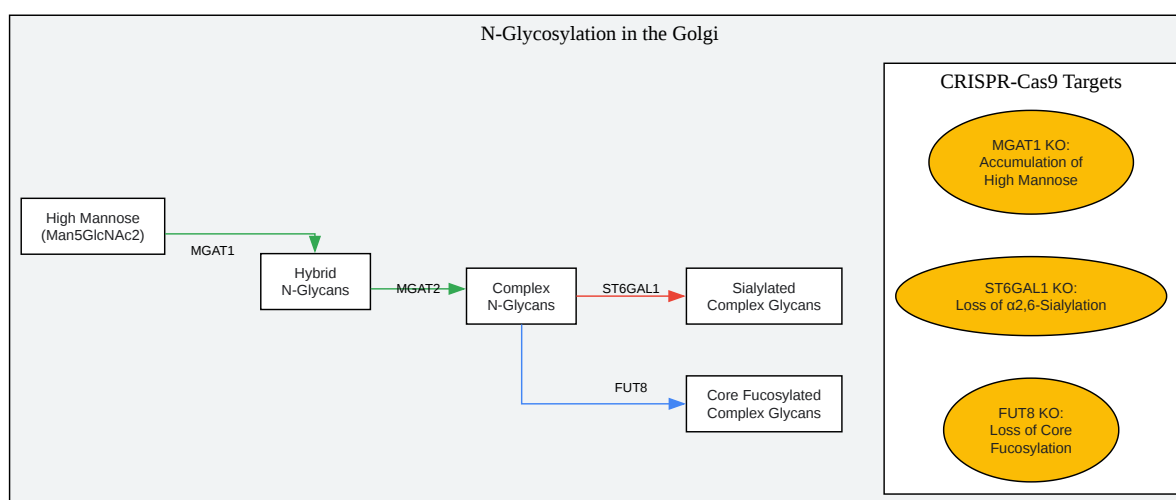 N-Glycosylation in the Golgi
High Mannose
(Man5GlcNAc2)
MGAT1
Hybrid
N-Glycans
MGAT2
Complex
N-Glycans
ST6GAL1
Sialylated
Complex Glycans
FUT8
Core Fucosylated
Complex Glycans
CRISPR-Cas9 Targets
MGAT1 KO:
Accumulation of
High Mannose
ST6GAL1 KO:
Loss of α2,6-Sialylation
FUT8 KO:
Loss of Core
Fucosylation